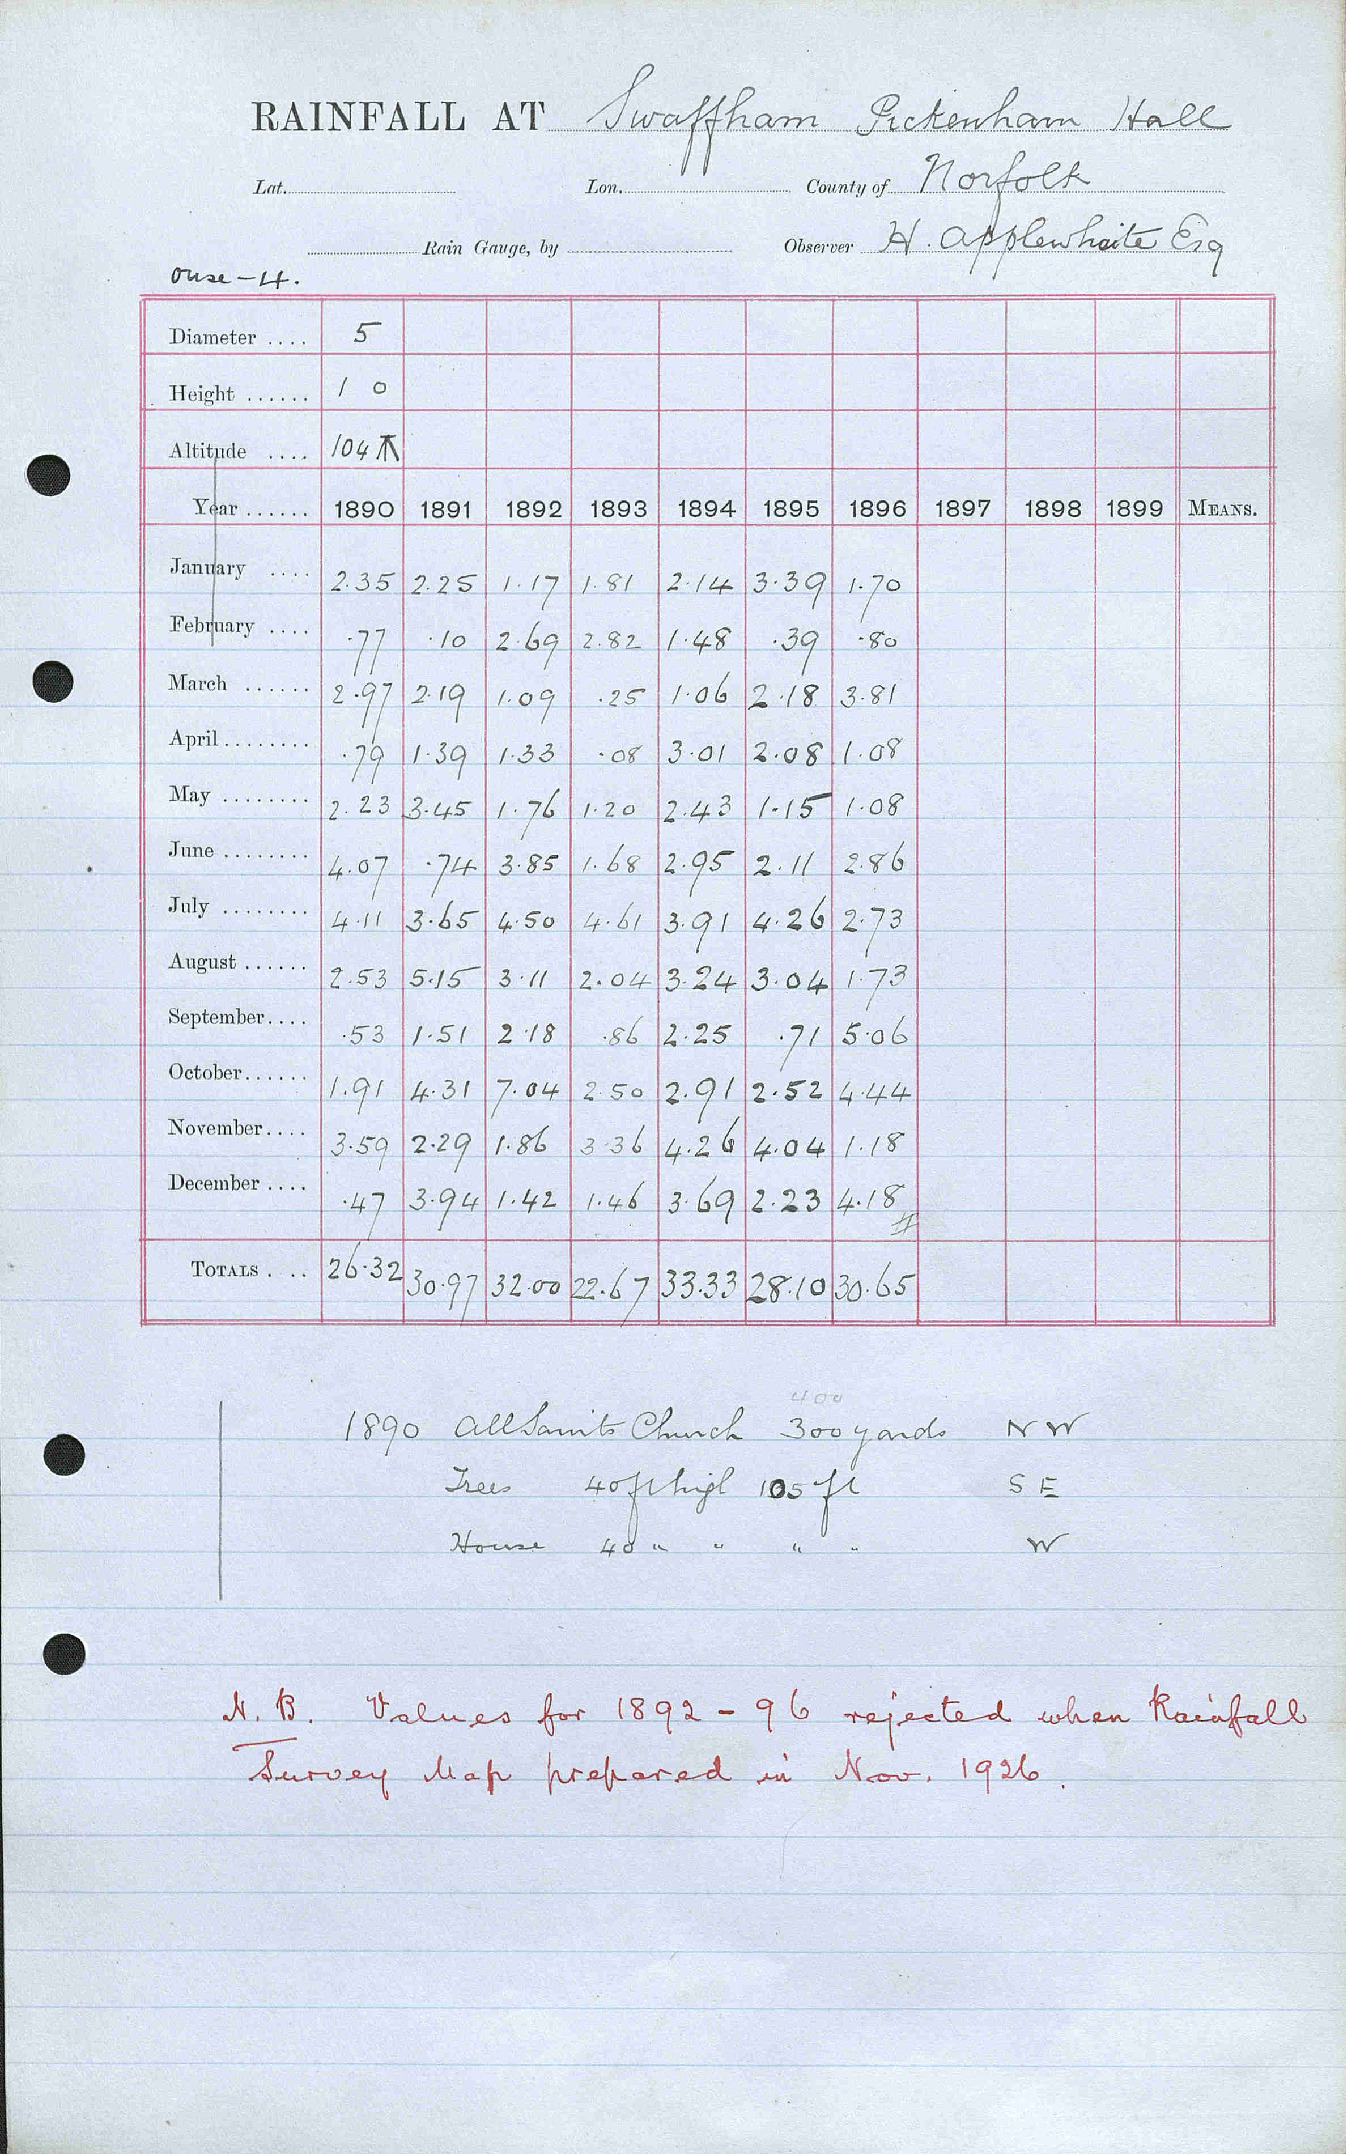 RAINFALL AT Swaffham Pickenham Hall
Lat. Lon. County of Norfolk
Rain Gauge, by Observer H. Applewhaite Esq
Ouse - 4.
Diameter .... 5
Height ...... 1 0
Altitude .... 104
Year ...... 1890 1891 1892 1893 1894 1895 1896 1897 1898 1899 MEANS.
January .... 2.35 2.25 1.17 1.81 2.14 3.39 1.70
February .... .77 .10 2.69 2.82 1.48 .39 .80
March ...... 2.97 2.19 1.09 .25 1.06 2.18 3.81
April ........ .79 1.39 1.33 .08 3.01 2.08 1.08
May ........ 2.23 3.45 1.76 1.20 2.43 1.15 1.08
June ........ 4.07 .74 3.85 1.68 2.95 2.11 2.86
July ........ 4.11 3.65 4.50 4.61 3.91 4.26 2.73
August ...... 2.53 5.15 3.11 2.04 3.24 3.04 1.73
September.... .53 1.51 2.18 .86 2.25 .71 5.06
October...... 1.91 4.31 7.04 2.50 2.91 2.52 4.44
November.... 3.59 2.29 1.86 3.36 4.26 4.04 1.18
December .... .47 3.94 1.42 1.46 3.69 2.23 4.18
TOTALS .... 26.32 30.97 32.00 22.67 33.33 28.10 30.65
400
1890 All Saints Church 300 yards N W
Trees 40 ft high 105 ft S E
House 40 " " " " W
N.B. Values for 1892 - 96 rejected when Rainfall
Survey Map prepared in Nov. 1926.